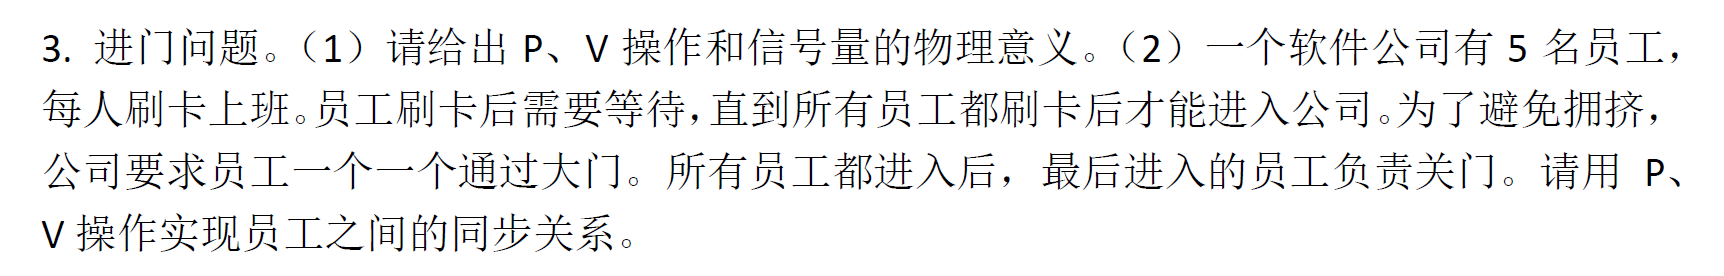 3. 进门问题。（1）请给出 P、V 操作和信号量的物理意义。（2）一个软件公司有 5 名员工，
每人刷卡上班。员工刷卡后需要等待，直到所有员工都刷卡后才能进入公司。为了避免拥挤，
公司要求员工一个一个通过大门。所有员工都进入后，最后进入的员工负责关门。请用 P、
V 操作实现员工之间的同步关系。